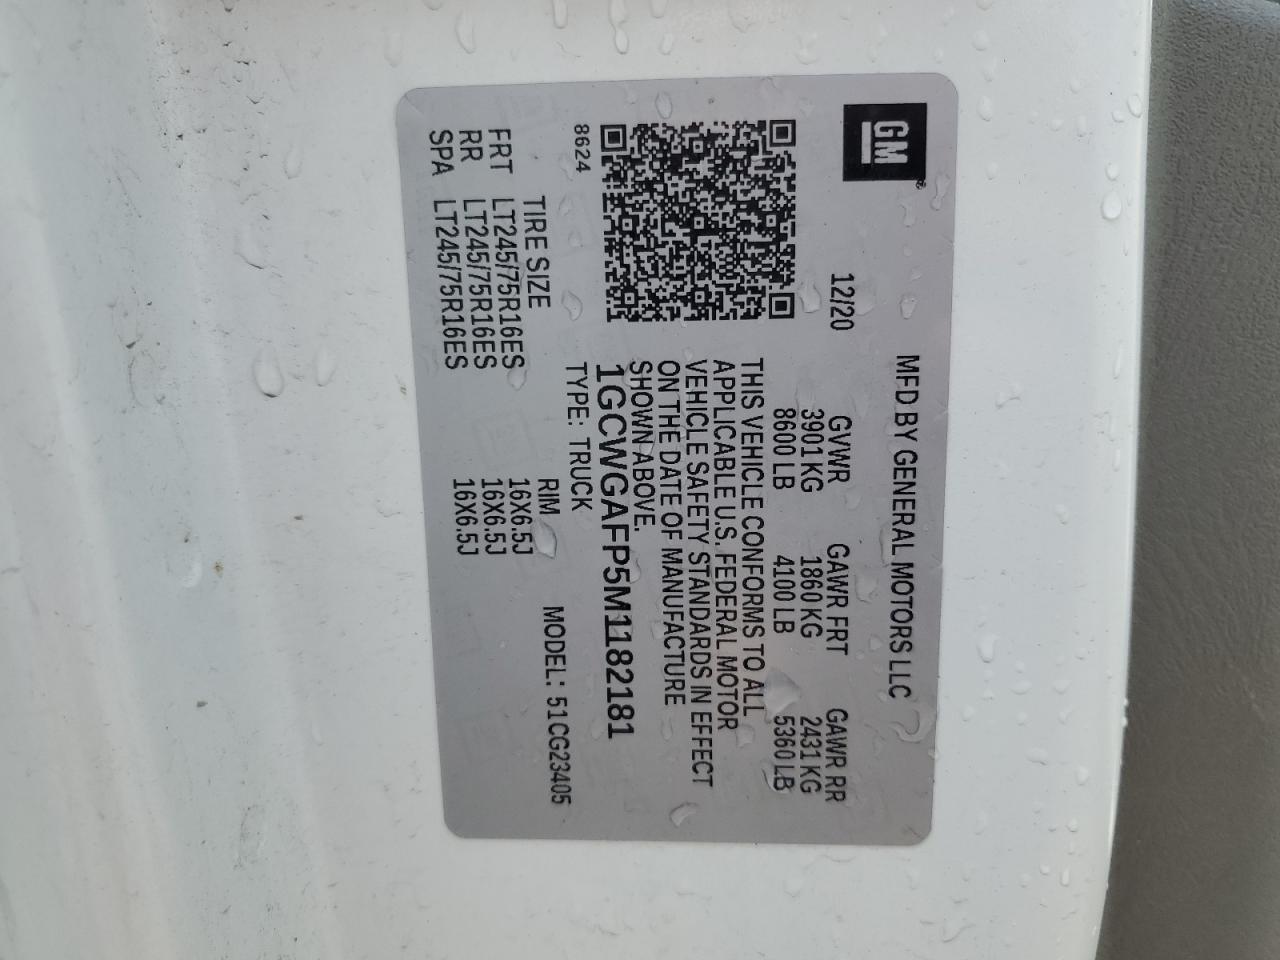 GM
MFD BY GENERAL MOTORS LLC
12/20 GVWR GAWR FRT GAWR RR
3901 KG 1860 KG 2431 KG
8600 LB 4100 LB 5360 LB
THIS VEHICLE CONFORMS TO ALL
APPLICABLE U.S. FEDERAL MOTOR
VEHICLE SAFETY STANDARDS IN EFFECT
ON THE DATE OF MANUFACTURE
SHOWN ABOVE.
1GCWGAFP5M1182181
8624 TYPE: TRUCK MODEL: 51CG23405
TIRE SIZE RIM
FRT LT245/75R16ES 16X6.5J
RR LT245/75R16ES 16X6.5J
SPA LT245/75R16ES 16X6.5J